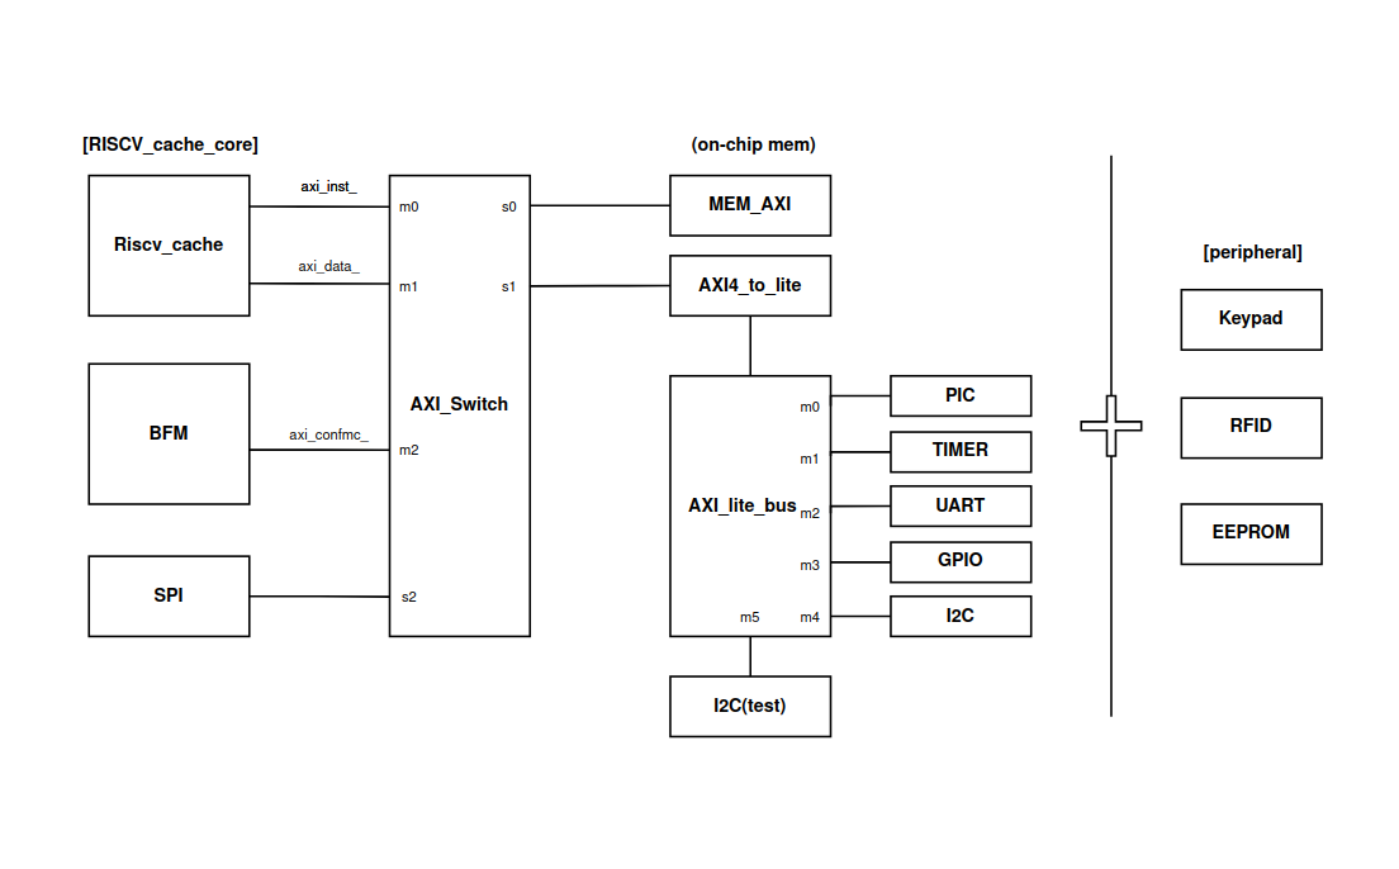 [RISCV_cache_core]
(on-chip mem)
Riscv_cache
axi_inst_
axi_data_
m0
m1
s0
s1
MEM_AXI
AXI4_to_lite
BFM
axi_confmc_
m2
AXI_Switch
SPI
s2
AXI_lite_bus
m0
m1
m2
m3
m4
m5
PIC
TIMER
UART
GPIO
I2C
I2C(test)
[peripheral]
Keypad
RFID
EEPROM